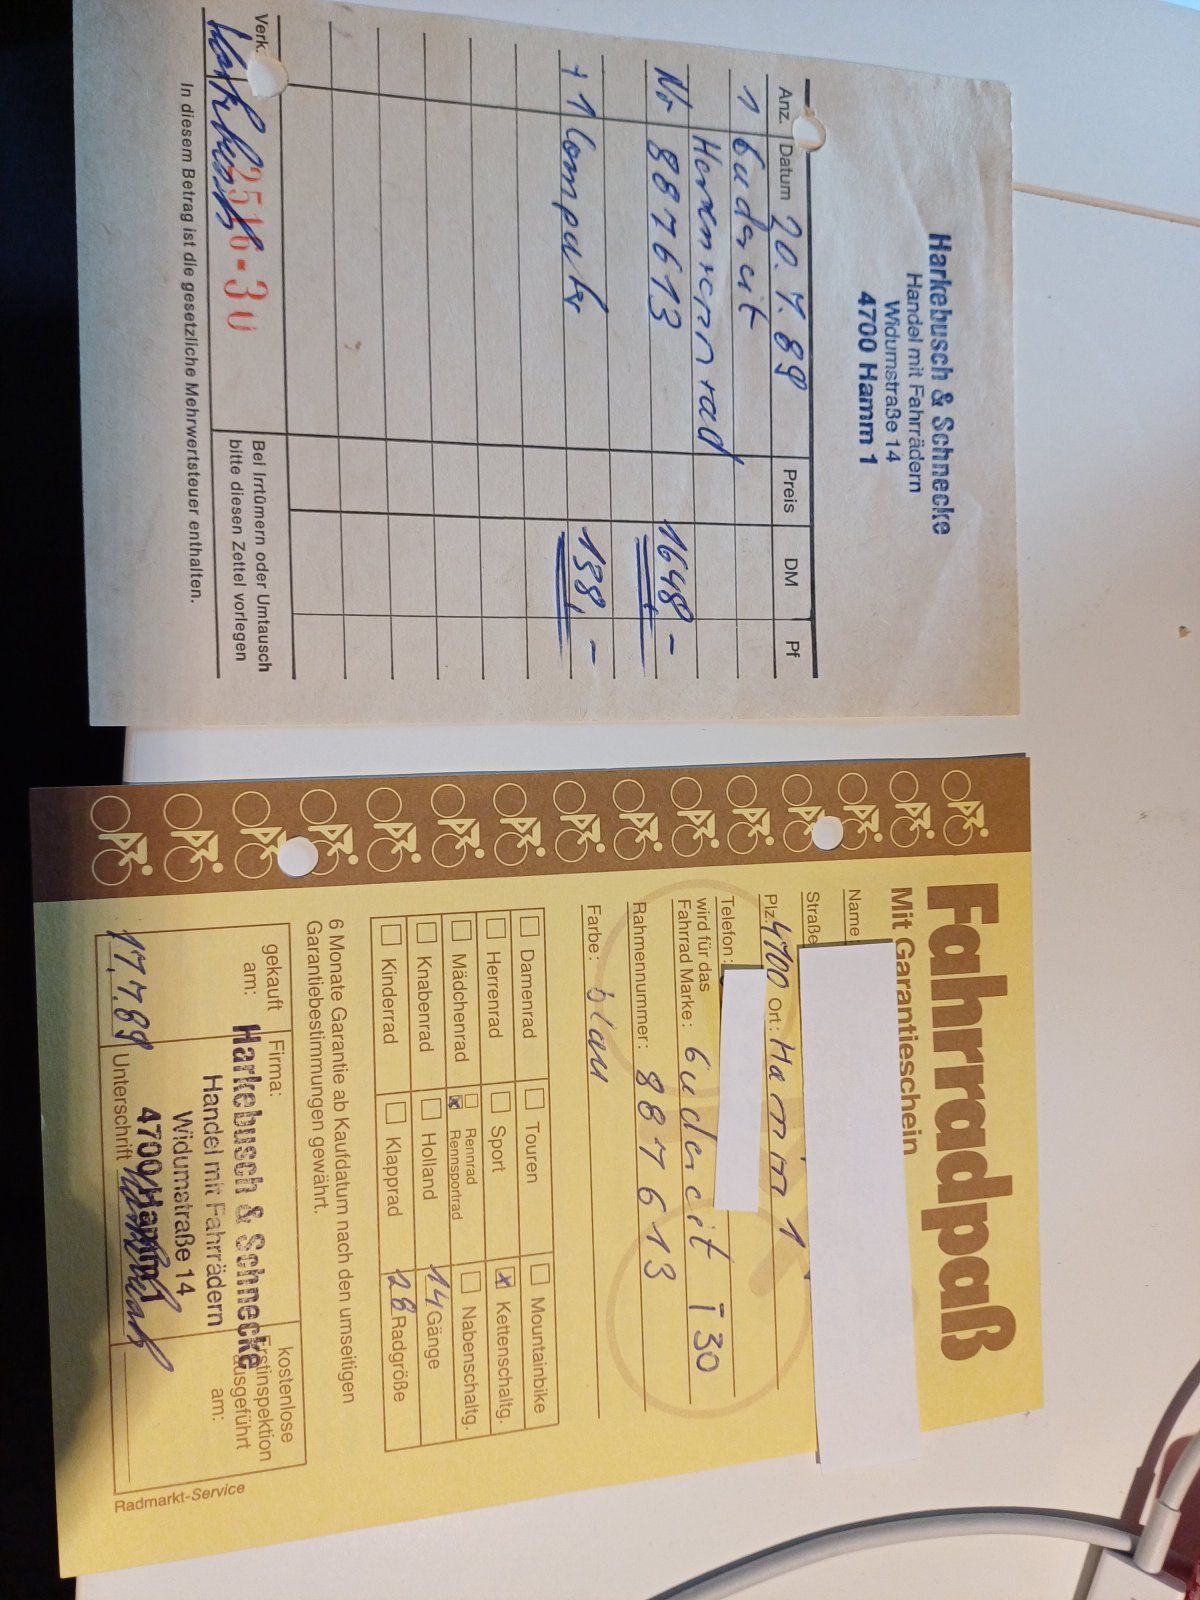 Harkebusch & Schnecke
Handel mit Fahrrädern
Widumstraße 14
4700 Hamm 1
Anz. Datum 20.7.89 Preis DM Pf
1 Gudereit
Herrenrennrad
Nr 887613 1648,-
+ 1 Computer 138,-
Verk. 2516-30
Bei Irrtümern oder Umtausch
bitte diesen Zettel vorlegen
In diesem Betrag ist die gesetzliche Mehrwertsteuer enthalten.
Fahrradpaß
Mit Garantieschein
Name:
Straße
Plz.: 4700 Ort: Hamm 1
Telefon:
wird für das
Fahrrad Marke: Gudereit T 30
Rahmennummer: 887613
Farbe: blau
Damenrad Touren Mountainbike
Herrenrad Sport Kettenschaltg.
Mädchenrad Rennrad Rennsportrad Nabenschaltg.
Knabenrad Holland 14 Gänge
Kinderrad Klapprad 28 Radgröße
6 Monate Garantie ab Kaufdatum nach den umseitigen
Garantiebestimmungen gewährt.
gekauft
am:
17.7.89
Firma:
Harkebusch & Schnecke
Handel mit Fahrrädern
Widumstraße 14
4700 Hamm 1
Unterschrift
kostenlose
Erstinspektion
ausgeführt
am:
Radmarkt-Service